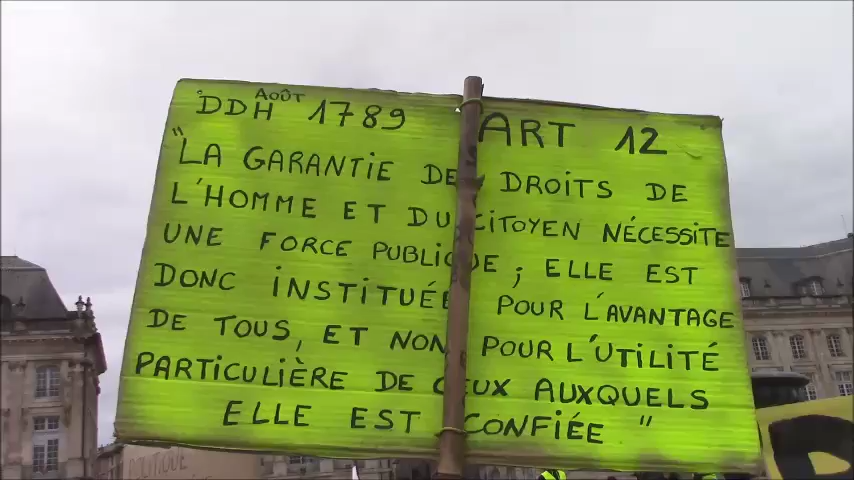 DDH AOÛT 1789 ART 12
"LA GARANTIE DES DROITS DE
L'HOMME ET DU CITOYEN NÉCESSITE
UNE FORCE PUBLIQUE ; ELLE EST
DONC INSTITUÉE POUR L'AVANTAGE
DE TOUS, ET NON POUR L'UTILITÉ
PARTICULIÈRE DE CEUX AUXQUELS
ELLE EST CONFIÉE"
POLITIQUE